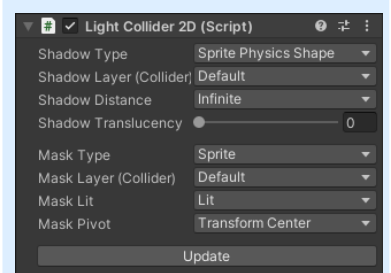 # Light Collider 2D (Script)
Shadow Type Sprite Physics Shape
Shadow Layer (Collider) Default
Shadow Distance Infinite
Shadow Translucency 0
Mask Type Sprite
Mask Layer (Collider) Default
Mask Lit Lit
Mask Pivot Transform Center
Update